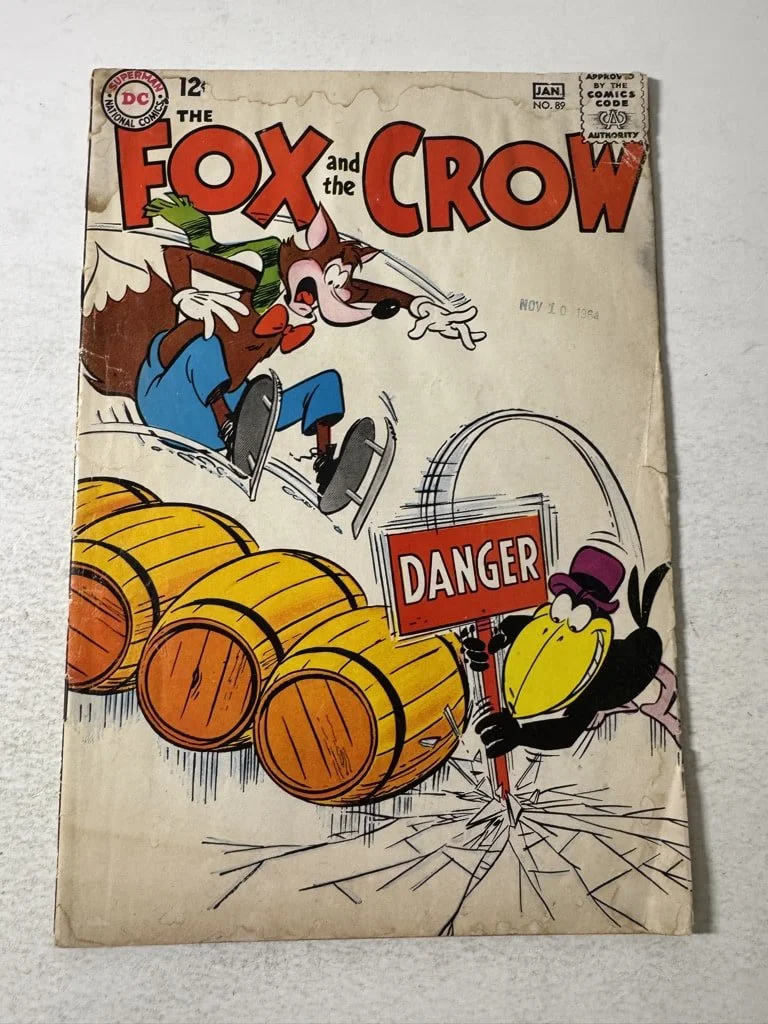 SUPERMAN
DC
NATIONAL COMICS
12¢
JAN.
NO. 89
APPROVED
BY THE
COMICS
CODE
CA
AUTHORITY
THE
FOX and the CROW
NOV 10 1964
DANGER